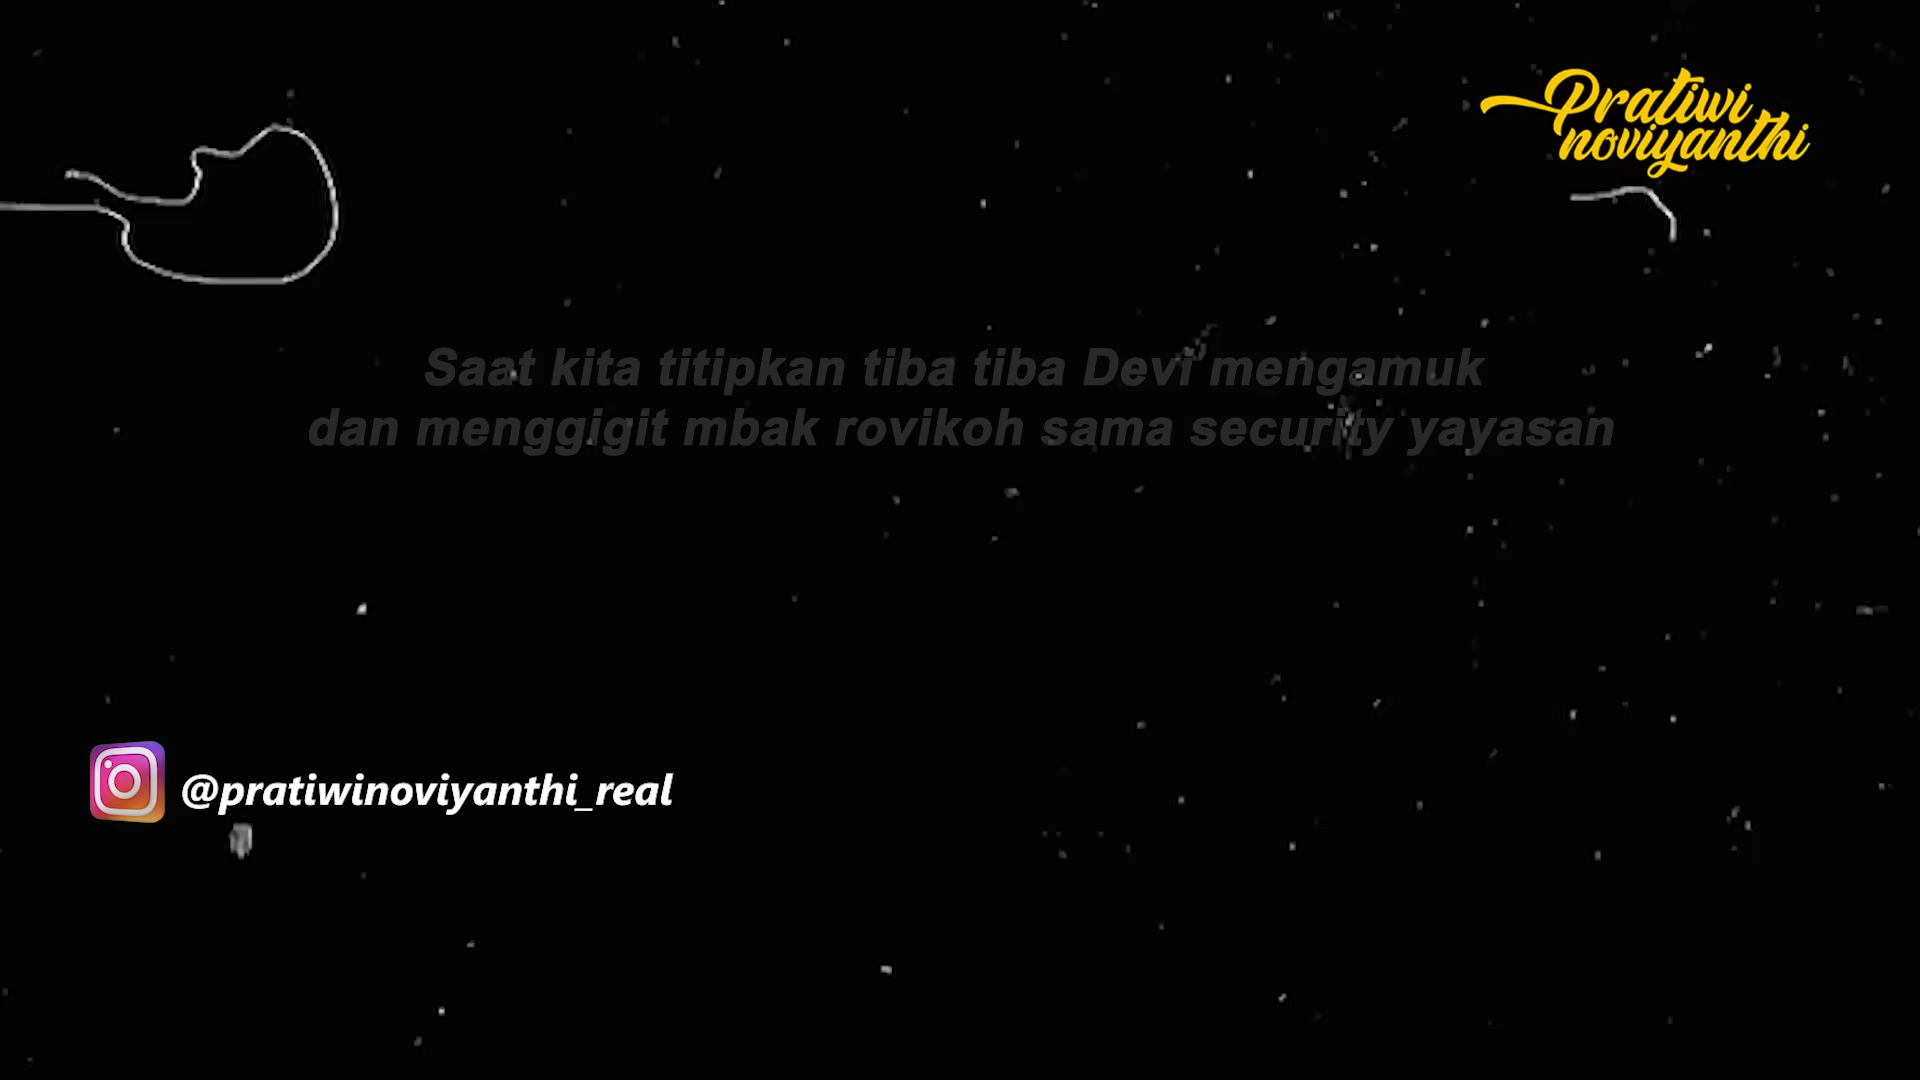 Pratiwi
noviyanthi
Saat kita titipkan tiba tiba Devi mengamuk
dan menggigit mbak rovikoh sama security yayasan
@pratiwinoviyanthi_real